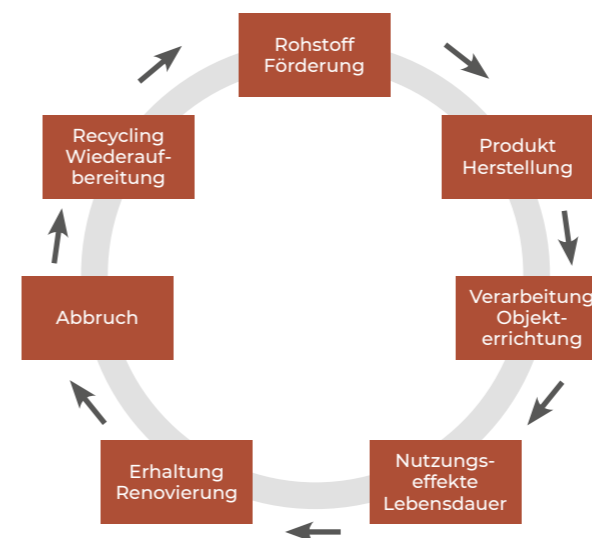 Rohstoff
Förderung
Produkt
Herstellung
Verarbeitung
Objekt-
errichtung
Nutzungs-
effekte
Lebensdauer
Erhaltung
Renovierung
Abbruch
Recycling
Wiederauf-
bereitung